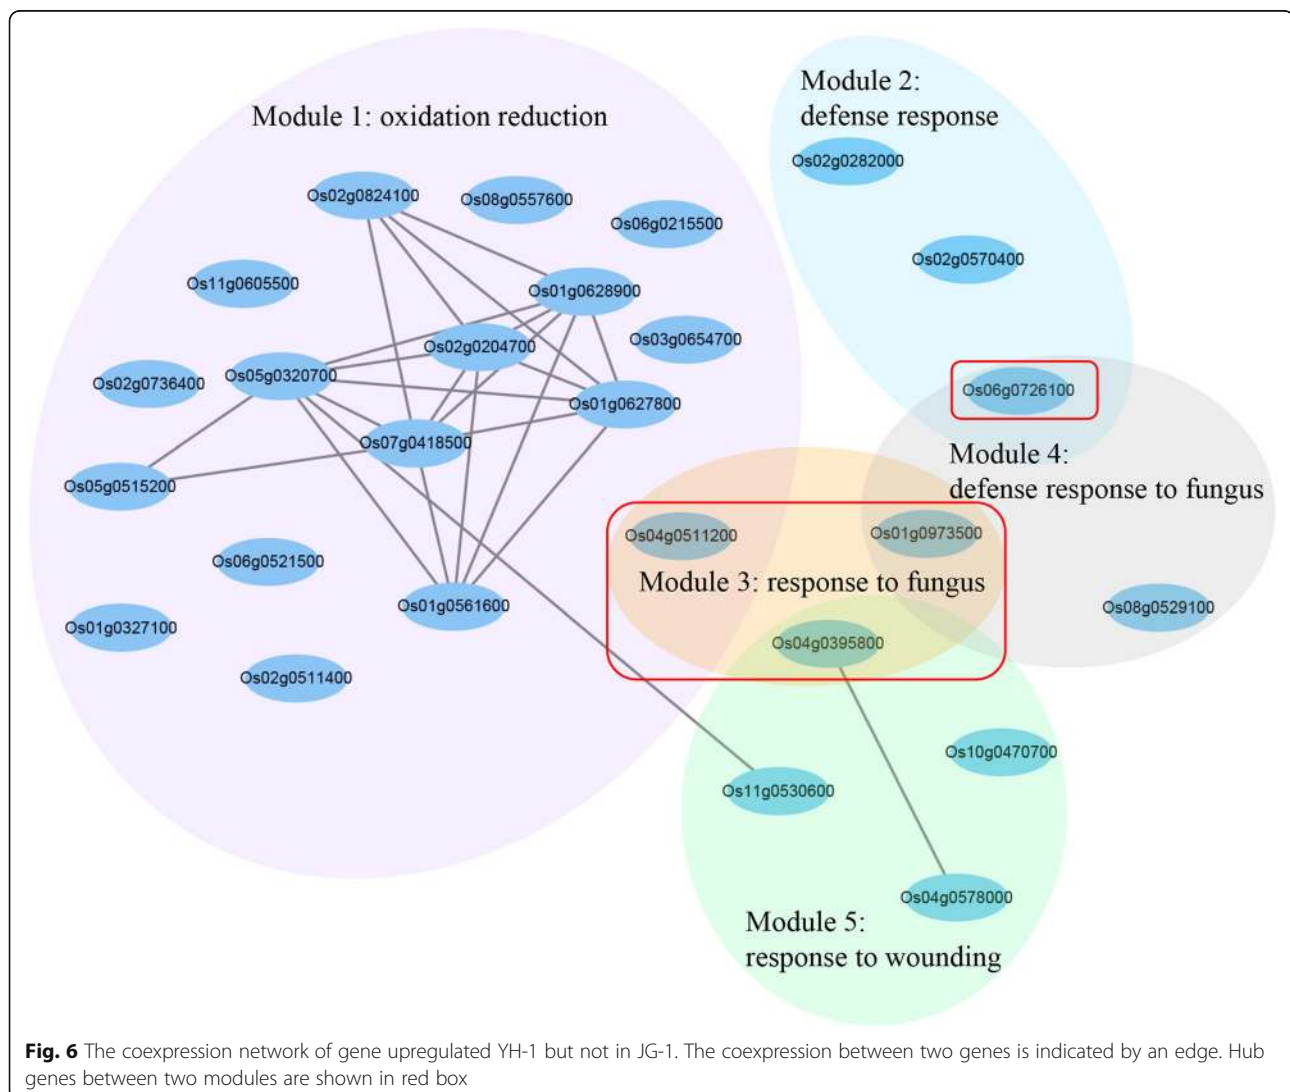 Module 1: oxidation reduction
Os02g0824100
Os08g0557600
Os06g0215500
Os11g0605500
Os01g0628900
Os02g0204700
Os03g0654700
Os02g0736400
Os05g0320700
Os01g0627800
Os07g0418500
Os05g0515200
Os06g0521500
Os01g0561600
Os01g0327100
Os02g0511400
Module 2:
defense response
Os02g0282000
Os02g0570400
Os06g0726100
Module 4:
defense response to fungus
Os04g0511200
Os01g0973500
Module 3: response to fungus
Os08g0529100
Os04g0395800
Os10g0470700
Os11g0530600
Os04g0578000
Module 5:
response to wounding
Fig. 6 The coexpression network of gene upregulated YH-1 but not in JG-1. The coexpression between two genes is indicated by an edge. Hub
genes between two modules are shown in red box